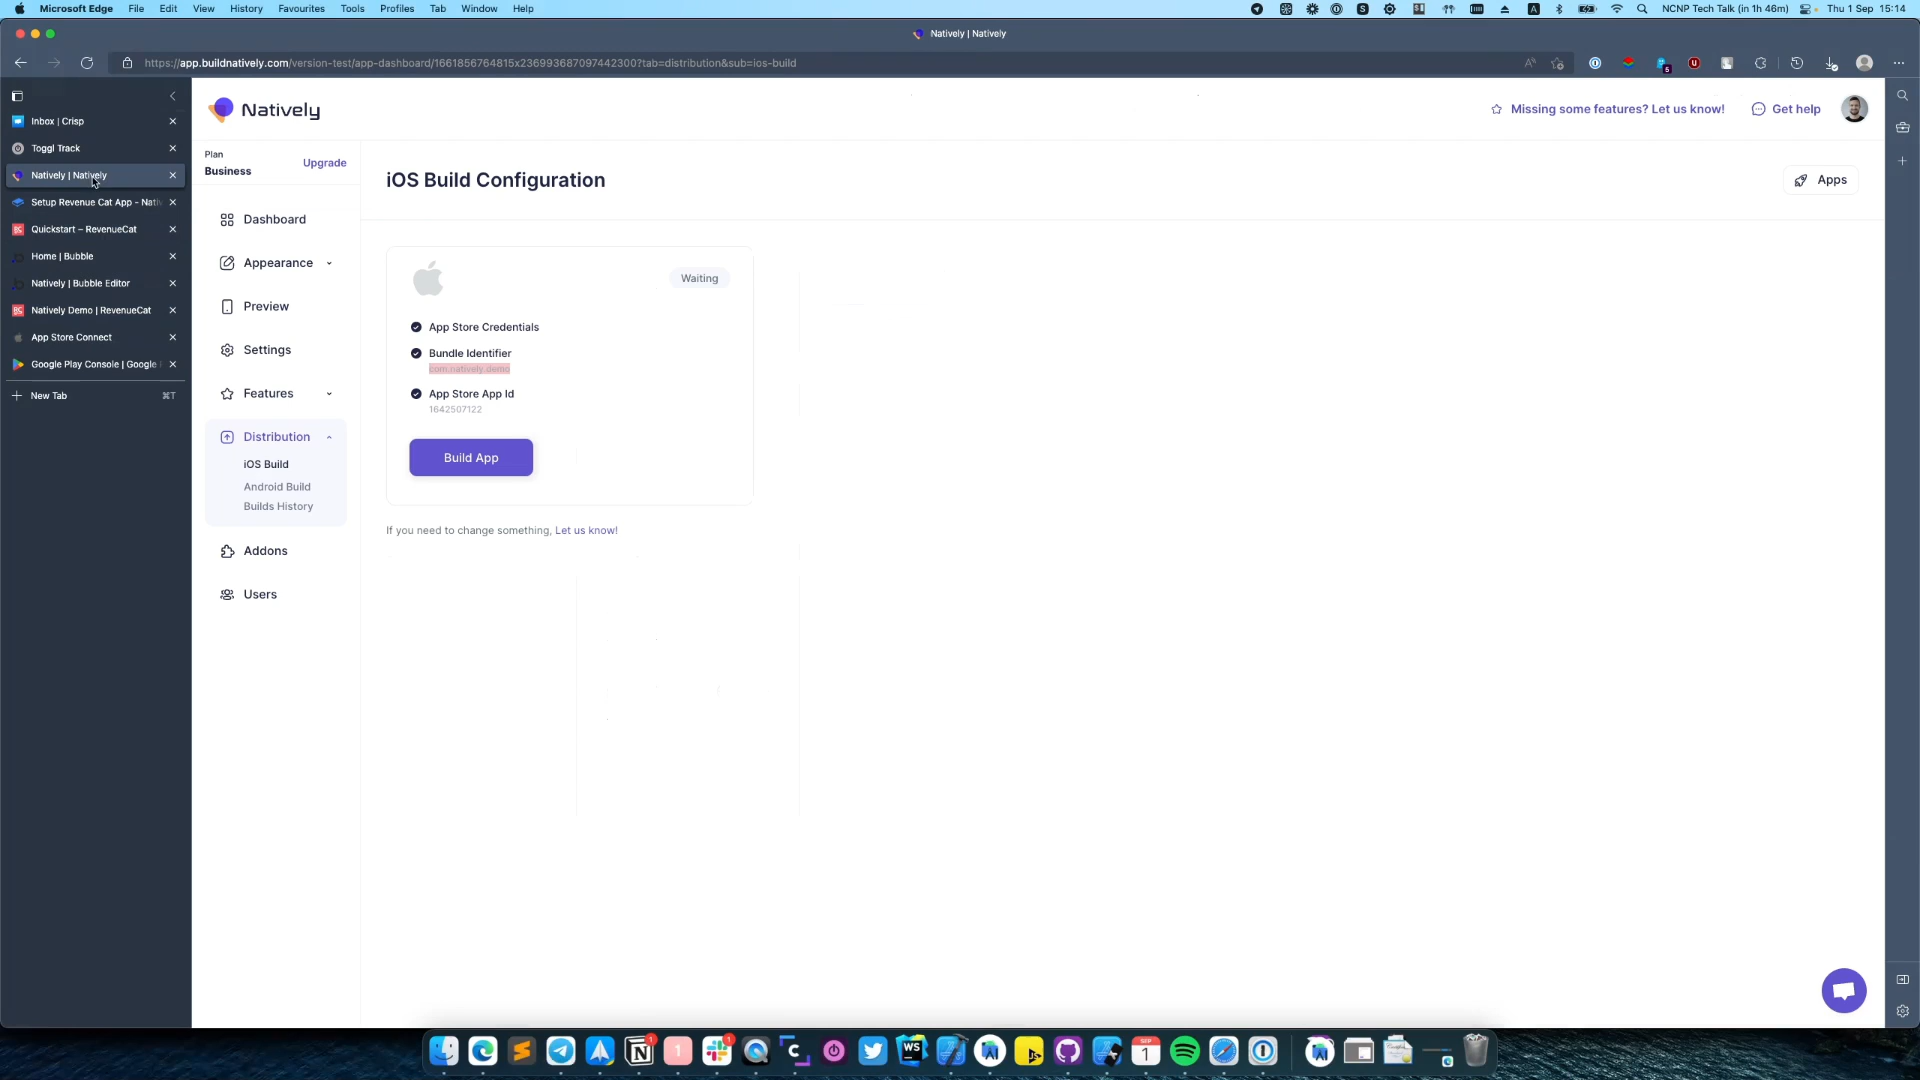 Microsoft Edge File Edit View History Favourites Tools Profiles Tab Window Help
NCNP Tech Talk (in 1h 46m) Thu 1 Sep 15:14
Natively | Natively
https://app.buildnatively.com/version-test/app-dashboard/1661856764815x236993687097442300?tab=distribution&sub=ios-build
Inbox | Crisp
Toggl Track
Natively | Natively
Setup Revenue Cat App - Nativ
Quickstart – RevenueCat
Home | Bubble
Natively | Bubble Editor
Natively Demo | RevenueCat
App Store Connect
Google Play Console | Google
New Tab ⌘T
Natively
Missing some features? Let us know!
Get help
Plan
Business
Upgrade
Dashboard
Appearance
Preview
Settings
Features
Distribution
iOS Build
Android Build
Builds History
Addons
Users
iOS Build Configuration
Apps
Waiting
App Store Credentials
Bundle Identifier
com.natively.demo
App Store App Id
1642507122
Build App
If you need to change something, Let us know!
WS
SEP
1